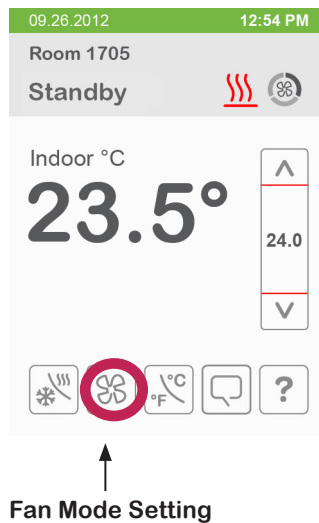 09.26.2012 12:54 PM
Room 1705
Standby
Indoor °C
23.5°
24.0
°F °C
?
Fan Mode Setting